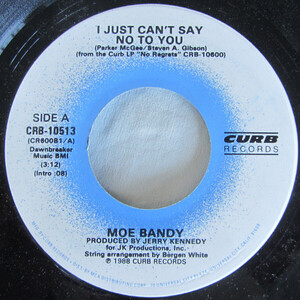 I JUST CAN'T SAY
NO TO YOU
(Parker McGee/Steven A. Gibson)
(from the Curb LP "No Regrets" CRB-10600)
SIDE A
CRB-10513
(CR60081/A)
Dawnbreaker
Music BMI
(3:12)
(Intro :08)
CURB
RECORDS
MOE BANDY
PRODUCED BY JERRY KENNEDY
for JK Productions, Inc.
String arrangement by Bergen White
℗ 1988 CURB RECORDS